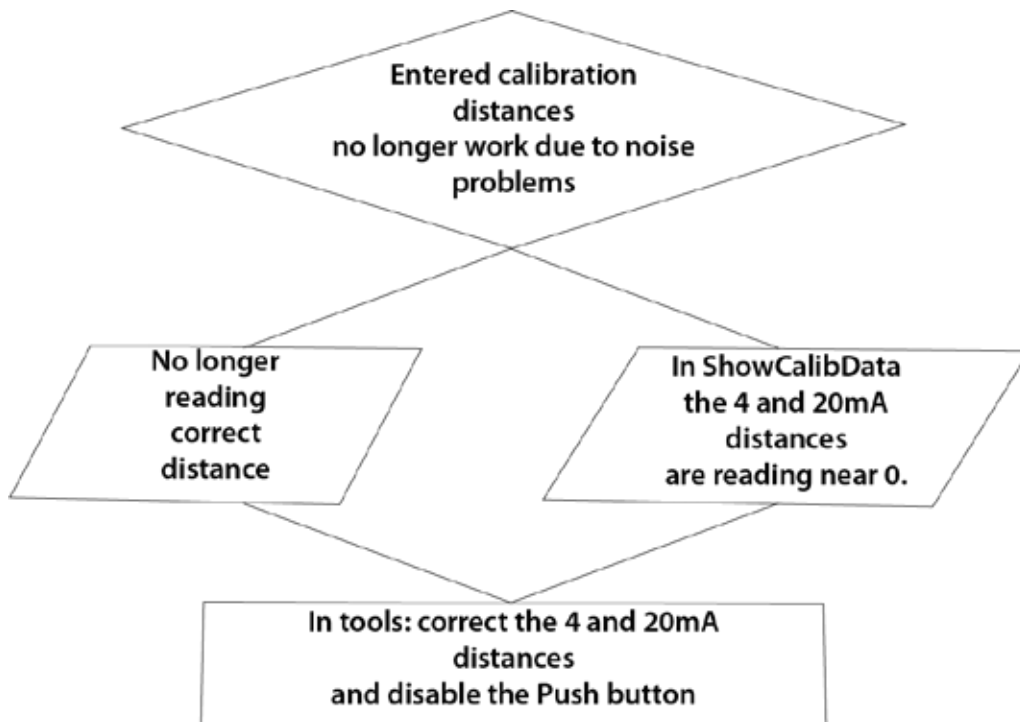 Entered calibration
distances
no longer work due to noise
problems
No longer
reading
correct
distance
In ShowCalibData
the 4 and 20mA
distances
are reading near 0.
In tools: correct the 4 and 20mA
distances
and disable the Push button